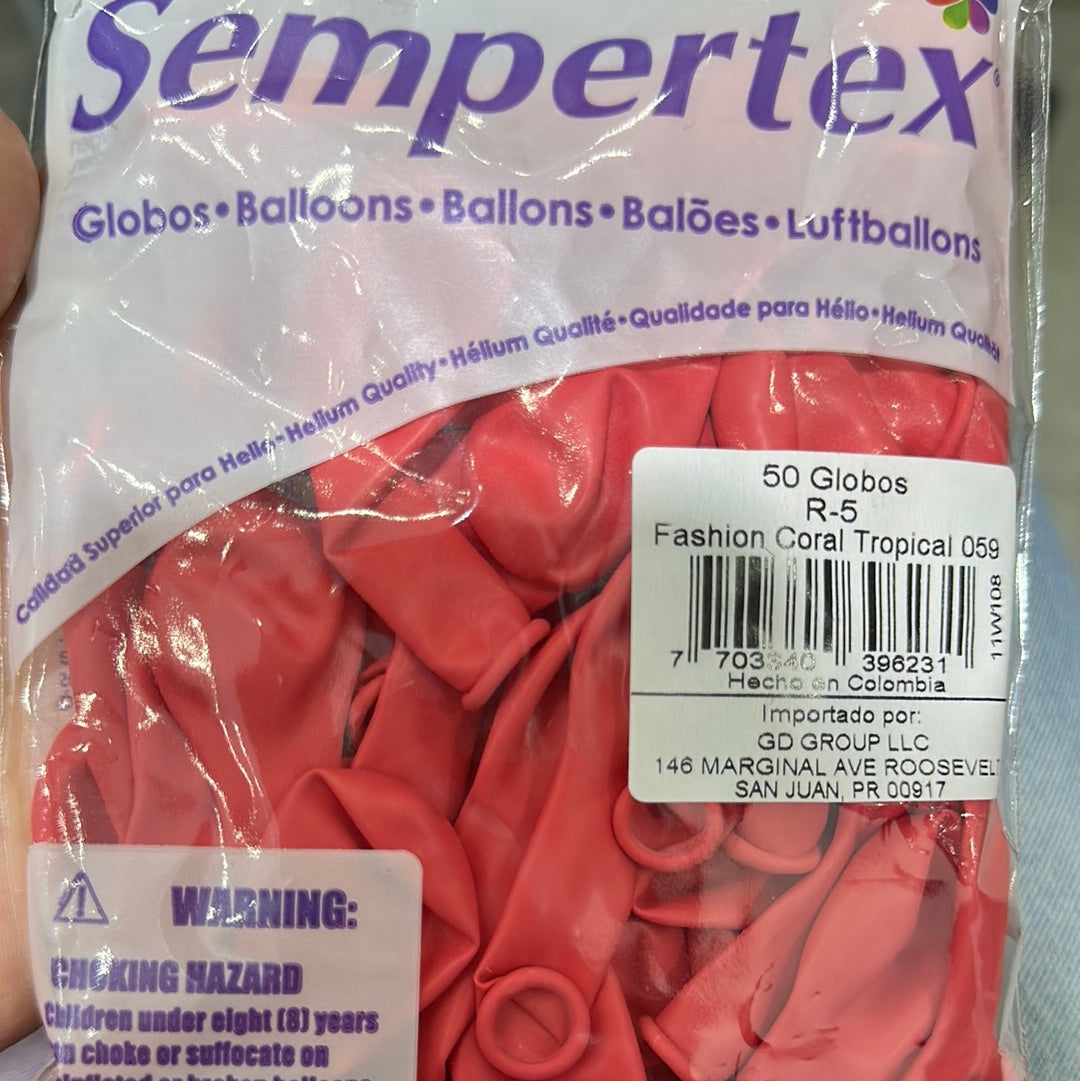 Sempertex
Globos•Balloons•Ballons•Balões•Luftballons
Calidad Superior para Helio•Helium Quality•Hélium Qualité•Qualidade para Hélio•Helium
50 Globos
R-5
Fashion Coral Tropical 059
11W108
7 703340 396231
Hecho en Colombia
Importado por:
GD GROUP LLC
146 MARGINAL AVE ROOSEVELT
SAN JUAN, PR 00917
WARNING:
CHOKING HAZARD
Children under eight (8) years
choke or suffocate on
or broken balloons